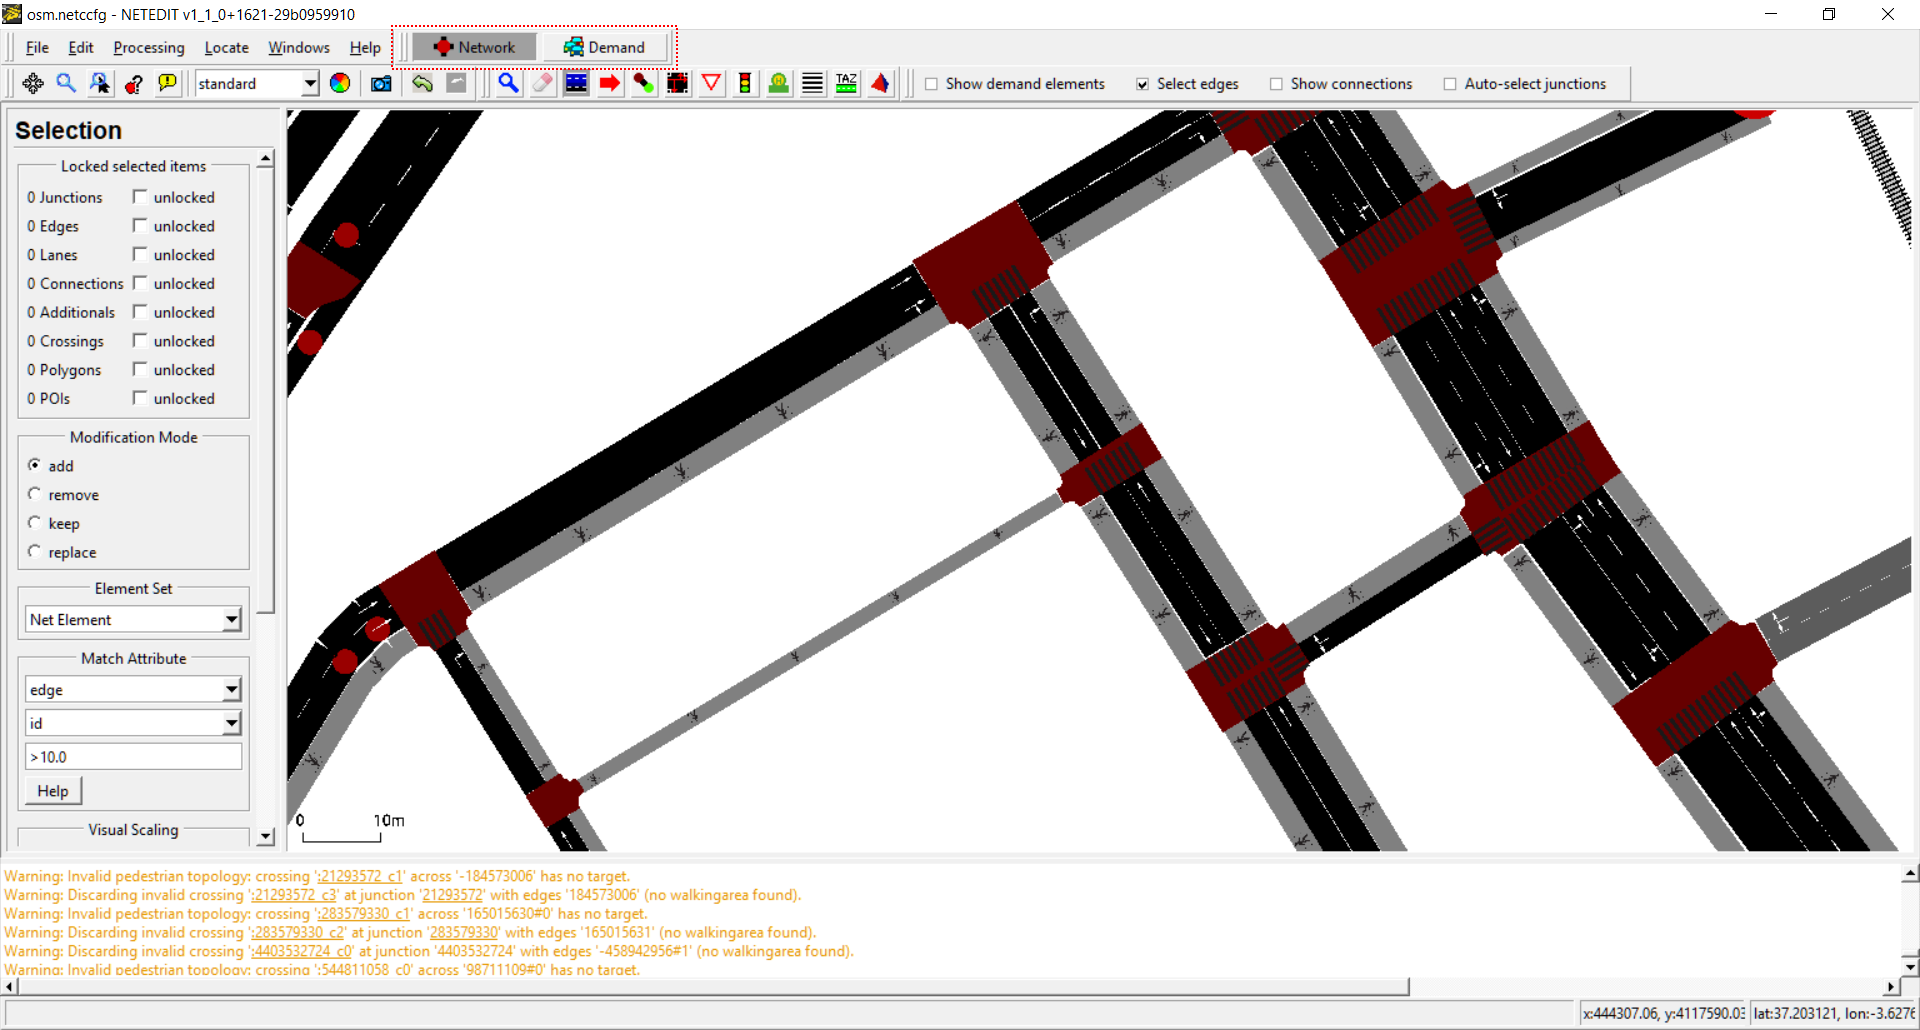 osm.netccfg - NETEDIT v1_1_0+1621-29b0959910
File Edit Processing Locate Windows Help Network Demand
standard TAZ Show demand elements Select edges Show connections Auto-select junctions
Selection
Locked selected items
0 Junctions unlocked
0 Edges unlocked
0 Lanes unlocked
0 Connections unlocked
0 Additionals unlocked
0 Crossings unlocked
0 Polygons unlocked
0 POIs unlocked
Modification Mode
add
remove
keep
replace
Element Set
Net Element
Match Attribute
edge
id
>10.0
Help
Visual Scaling
0 10m
Warning: Invalid pedestrian topology: crossing ':21293572_c1' across '-184573006' has no target.
Warning: Discarding invalid crossing ':21293572_c3' at junction '21293572' with edges '184573006' (no walkingarea found).
Warning: Invalid pedestrian topology: crossing ':283579330_c1' across '165015630#0' has no target.
Warning: Discarding invalid crossing ':283579330_c2' at junction '283579330' with edges '165015631' (no walkingarea found).
Warning: Discarding invalid crossing ':4403532724_c0' at junction '4403532724' with edges '-458942956#1' (no walkingarea found).
Warning: Invalid pedestrian topology: crossing ':544811058_c0' across '98711109#0' has no target.
x:444307.06, y:4117590.03 lat:37.203121, lon:-3.6276